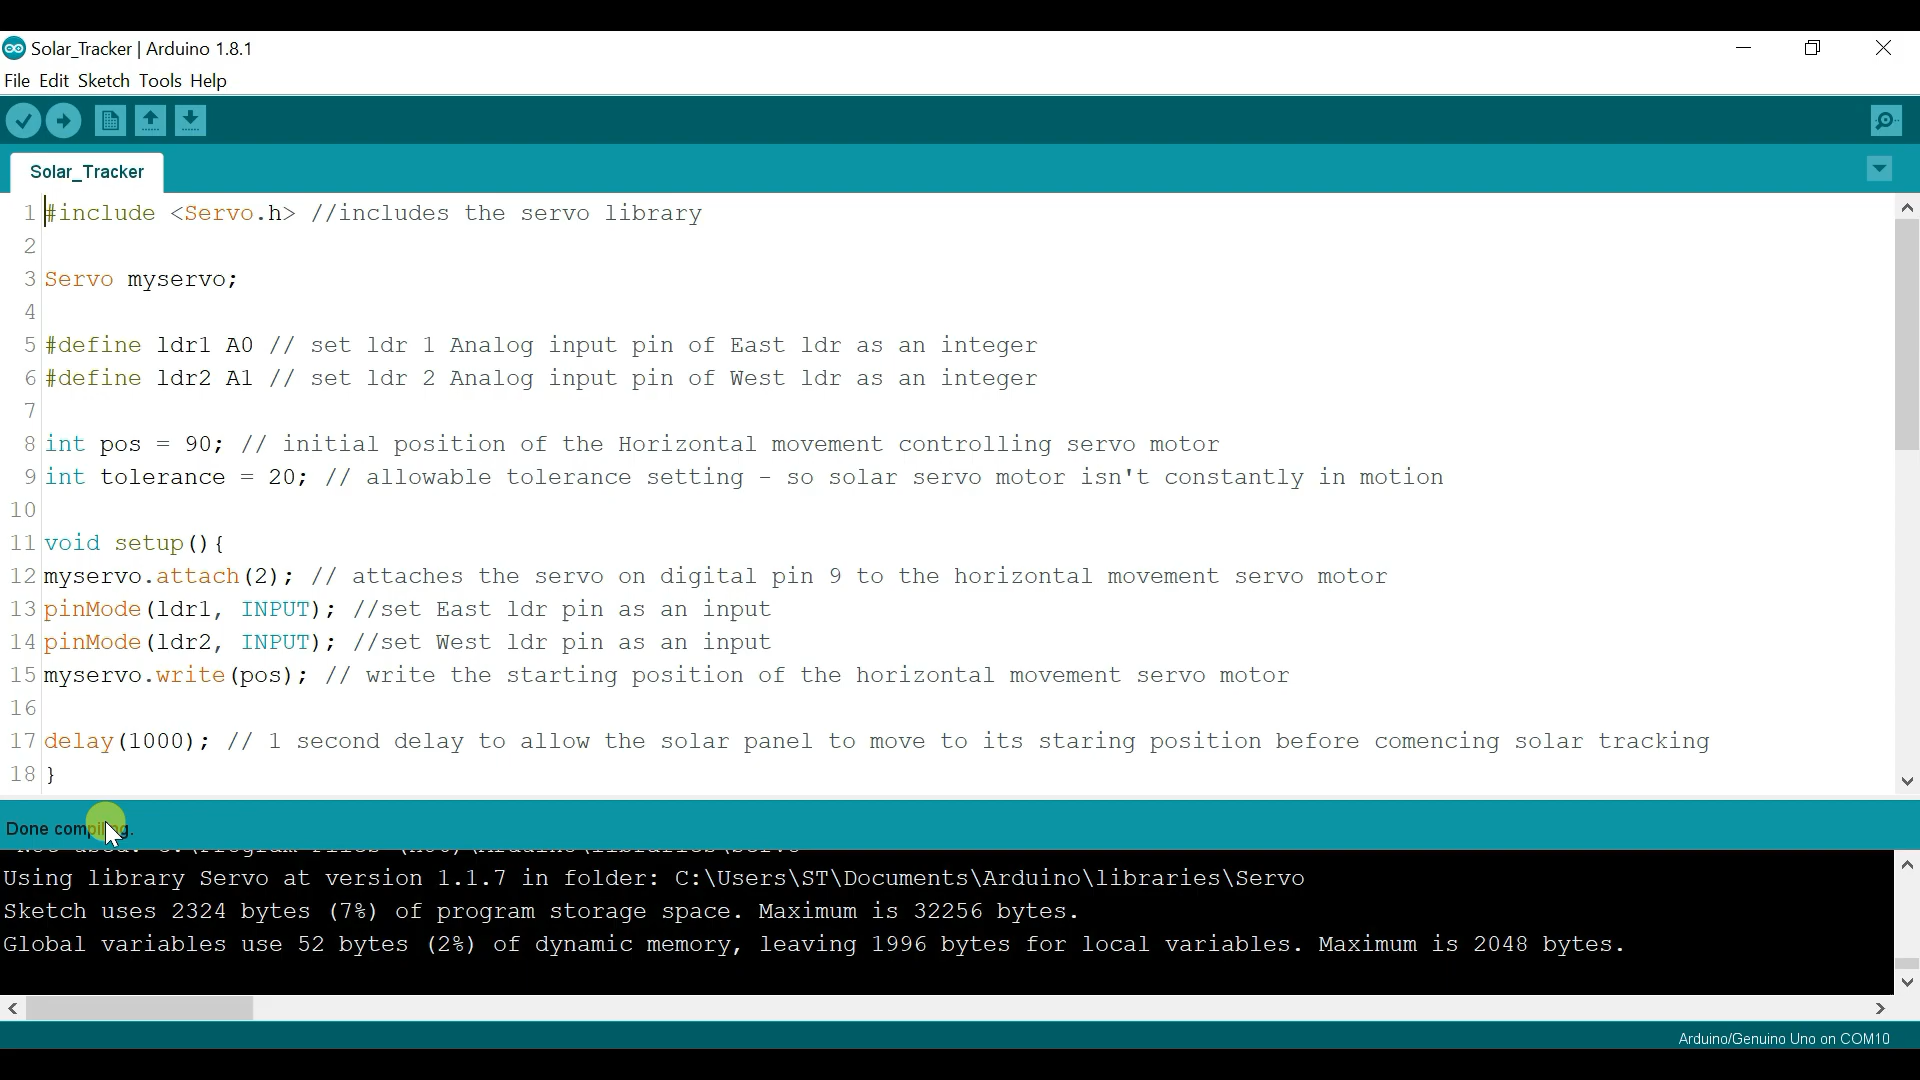 Solar_Tracker | Arduino 1.8.1
File Edit Sketch Tools Help
Solar_Tracker
1 #include <Servo.h> //includes the servo library
2
3 Servo myservo;
4
5 #define ldr1 A0 // set ldr 1 Analog input pin of East ldr as an integer
6 #define ldr2 A1 // set ldr 2 Analog input pin of West ldr as an integer
7
8 int pos = 90; // initial position of the Horizontal movement controlling servo motor
9 int tolerance = 20; // allowable tolerance setting - so solar servo motor isn't constantly in motion
10
11 void setup(){
12 myservo.attach(2); // attaches the servo on digital pin 9 to the horizontal movement servo motor
13 pinMode(ldr1, INPUT); //set East ldr pin as an input
14 pinMode(ldr2, INPUT); //set West ldr pin as an input
15 myservo.write(pos); // write the starting position of the horizontal movement servo motor
16
17 delay(1000); // 1 second delay to allow the solar panel to move to its staring position before comencing solar tracking
18 }
Done compiling.
Using library Servo at version 1.1.7 in folder: C:\Users\ST\Documents\Arduino\libraries\Servo
Sketch uses 2324 bytes (7%) of program storage space. Maximum is 32256 bytes.
Global variables use 52 bytes (2%) of dynamic memory, leaving 1996 bytes for local variables. Maximum is 2048 bytes.
Arduino/Genuino Uno on COM10